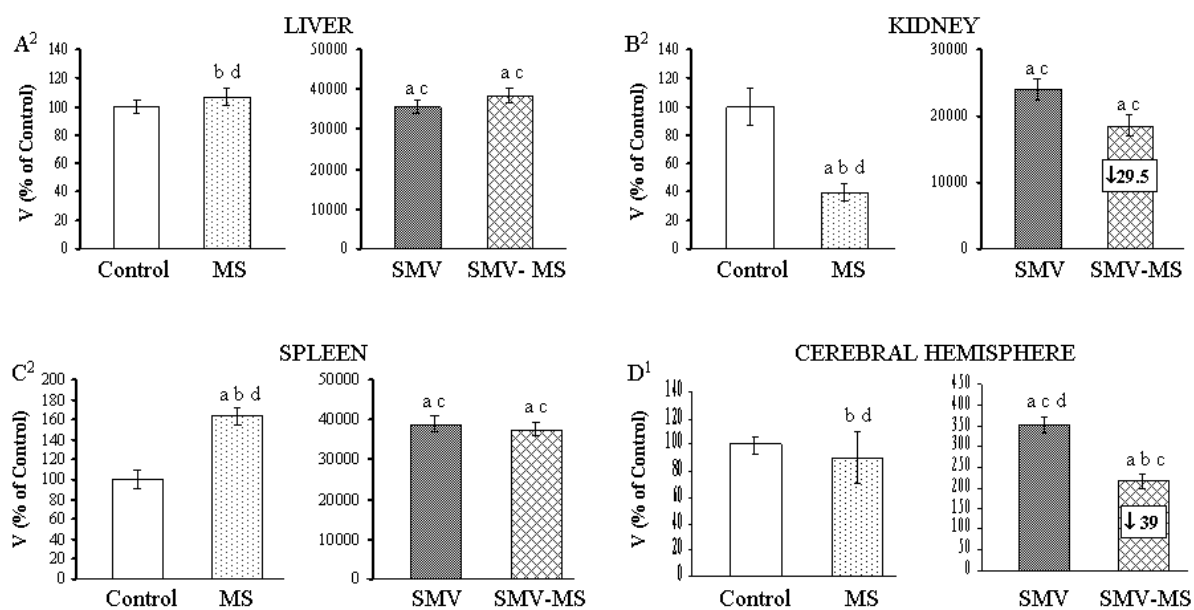 LIVER
A²
V (% of Control)
140
120
100
80
60
40
20
0
b d
Control MS
50000
40000
30000
20000
10000
0
a c
a c
SMV SMV- MS
KIDNEY
B²
V (% of Control)
140
120
100
80
60
40
20
0
a b d
Control MS
30000
20000
10000
0
a c
a c
↓29.5
SMV SMV-MS
SPLEEN
C²
V (% of Control)
200
180
160
140
120
100
80
60
40
20
0
a b d
Control MS
50000
40000
30000
20000
10000
0
a c
a c
SMV SMV-MS
CEREBRAL HEMISPHERE
D¹
V (% of Control)
140
120
100
80
60
40
20
0
b d
Control MS
450
400
350
300
250
200
150
100
50
0
a c d
a b c
↓ 39
SMV SMV-MS